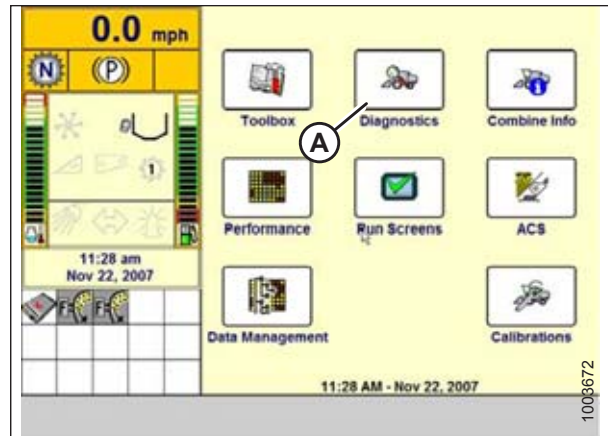 0.0 mph
N
(P)
1
11:28 am
Nov 22, 2007
F
F
Toolbox
Diagnostics
Combine Info
A
Performance
Run Screens
ACS
Data Management
Calibrations
11:28 AM - Nov 22, 2007
1003672